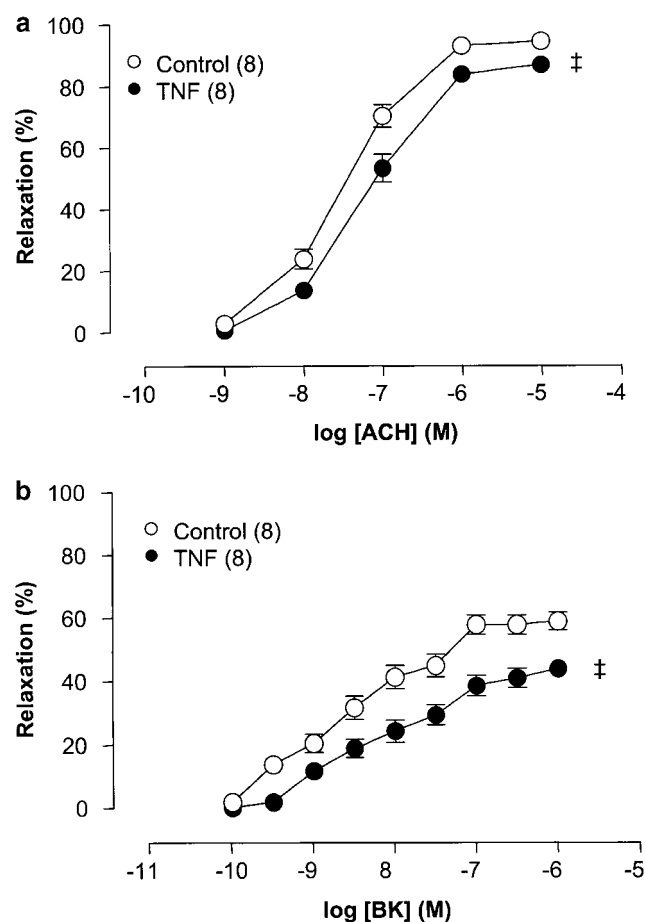 a
100
80
60
40
20
0
Relaxation (%)
Control (8)
TNF (8)
‡
-10 -9 -8 -7 -6 -5 -4
log [ACH] (M)
b
100
80
60
40
20
0
Relaxation (%)
Control (8)
TNF (8)
‡
-11 -10 -9 8 -7 -6 -5
log [BK] (M)